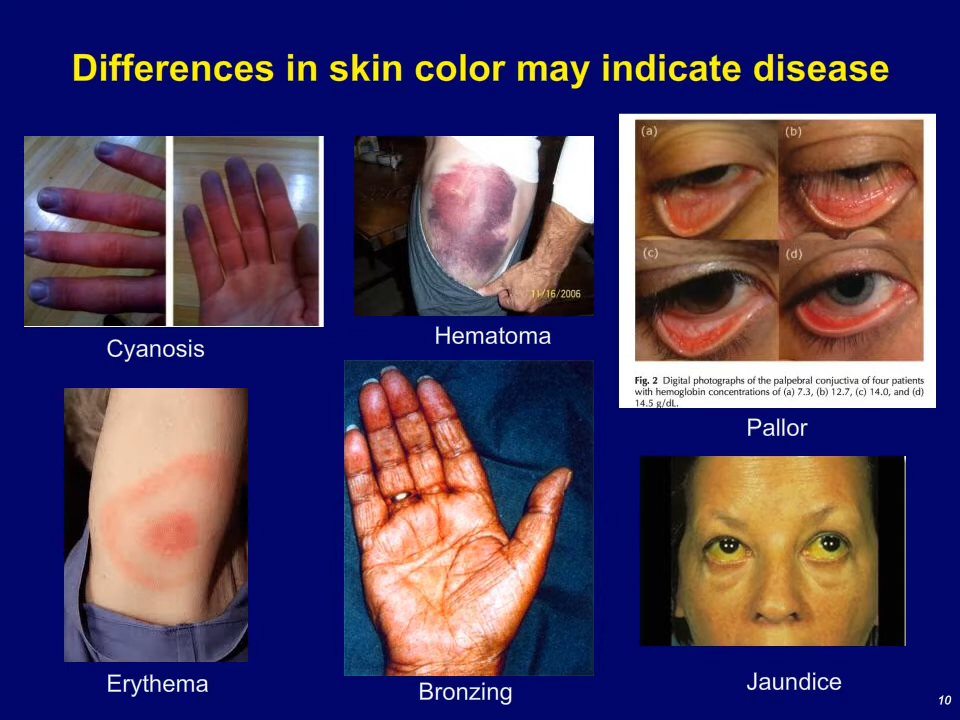 Differences in skin color may indicate disease
(a)
(b)
(c)
(d)
11/16/2006
Fig. 2 Digital photographs of the palpebral conjuctiva of four patients
with hemoglobin concentrations of (a) 7.3, (b) 12.7, (c) 14.0, and (d)
14.5 g/dL.
Cyanosis
Hematoma
Pallor
Erythema
Bronzing
Jaundice
10